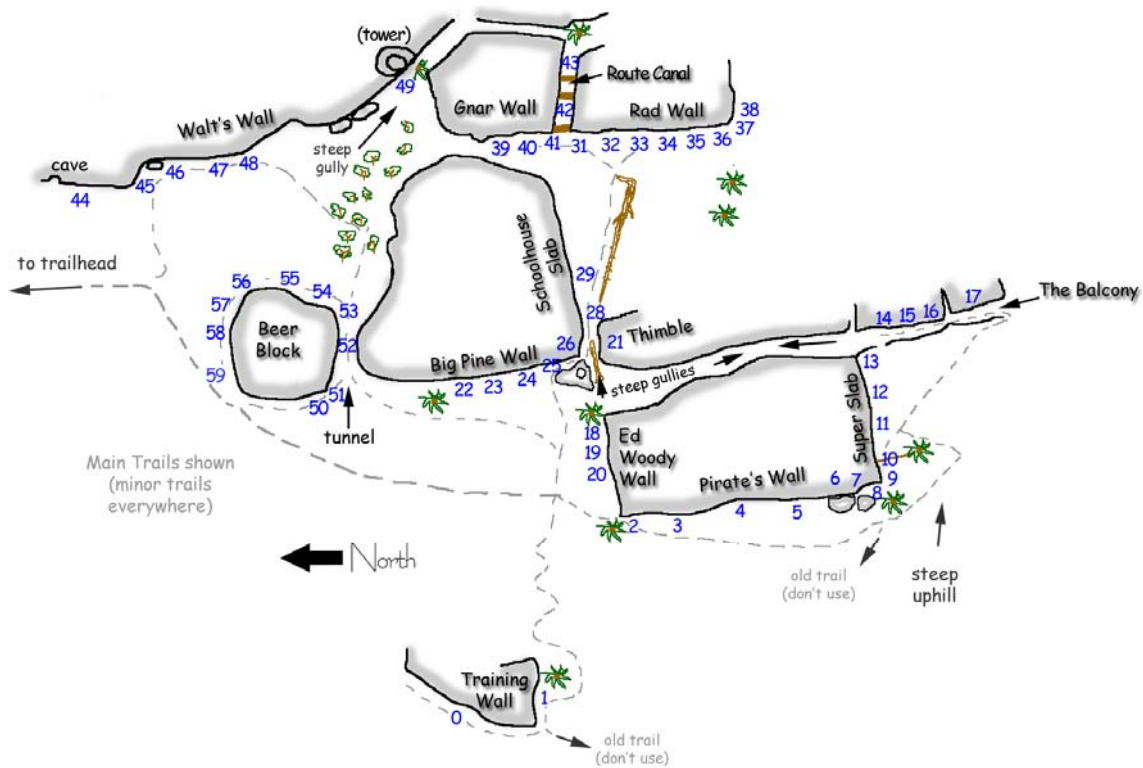 (tower)
43
Route Canal
49
Gnar Wall
42
Rad Wall
38
Walt's Wall
37
steep
gully
39
40
41
31
32
33
34
35
36
cave
44
45
46
47
48
Schoolhouse
Slab
to trailhead
29
28
The Balcony
17
56
55
54
53
57
58
59
52
51
50
Beer
Block
14
15
16
Thimble
21
26
25
24
23
22
Big Pine Wall
steep gullies
13
12
11
10
9
8
7
6
Super Slab
tunnel
18
19
20
Ed
Woody
Wall
Pirate's Wall
Main Trails shown
(minor trails
everywhere)
2
3
4
5
North
old trail
(don't use)
steep
uphill
Training
Wall
1
0
old trail
(don't use)